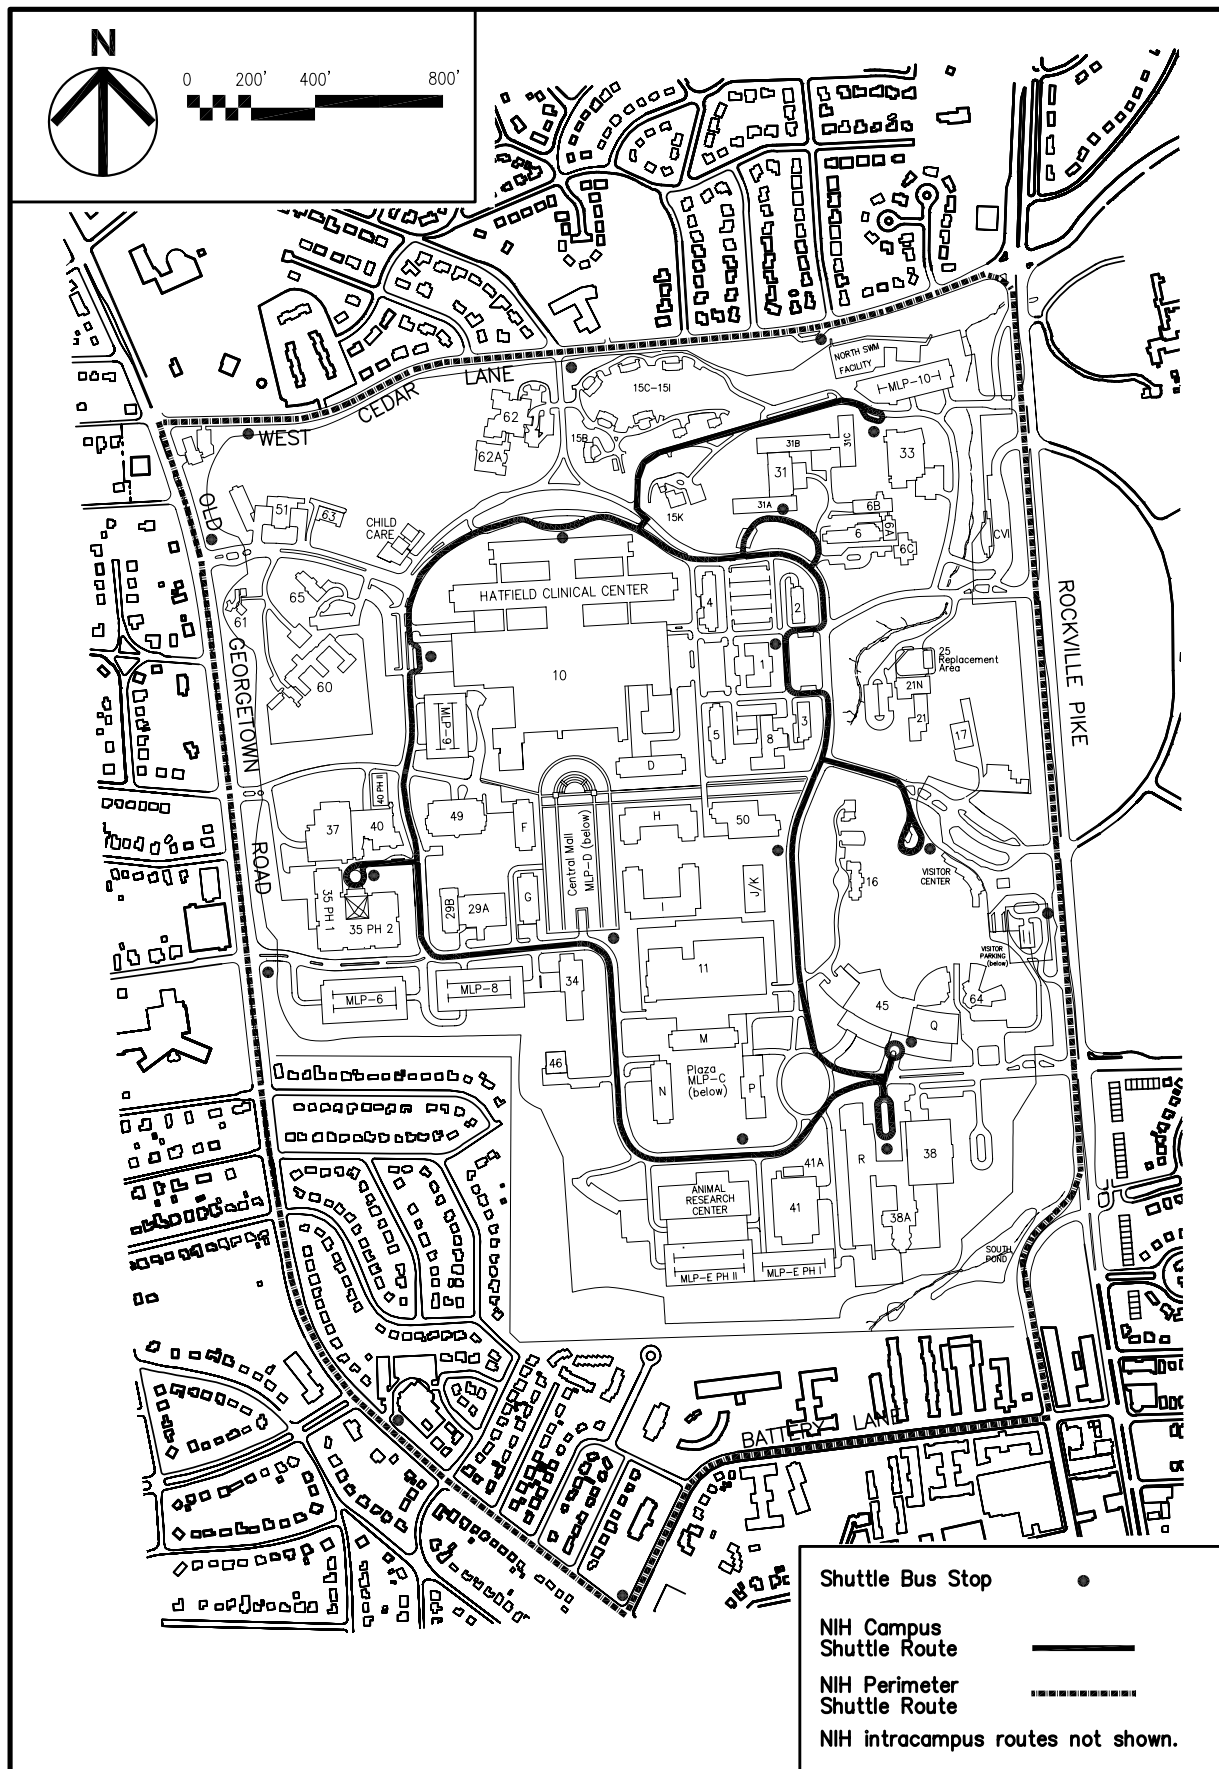 N
0 200' 400' 800'
WEST
CEDAR
LANE
OLD
GEORGETOWN
ROAD
ROCKVILLE PIKE
BATTERY LANE
NORTH SWM
FACILITY
MLP-10
15C-15I
62
62A
15B
15K
31B
31C
31
31A
33
6B
6
6A
6C
CVI
51
63
CHILD
CARE
65
61
60
HATFIELD CLINICAL CENTER
4
2
10
1
25
Replacement
Area
21N
21
17
MLP-9
5
8
3
D
40 PH II
37
40
49
F
Central Mall
MLP-D (below)
H
50
VISITOR
CENTER
16
35 PH 1
35 PH 2
29B
29A
G
I
J/K
VISITOR
PARKING
(below)
MLP-6
MLP-8
34
11
45
Q
64
46
M
Plaza
MLP-C
(below)
N
P
41A
R
38
ANIMAL
RESEARCH
CENTER
41
38A
SOUTH
POND
MLP-E PH II
MLP-E PH I
Shuttle Bus Stop
NIH Campus
Shuttle Route
NIH Perimeter
Shuttle Route
NIH intracampus routes not shown.